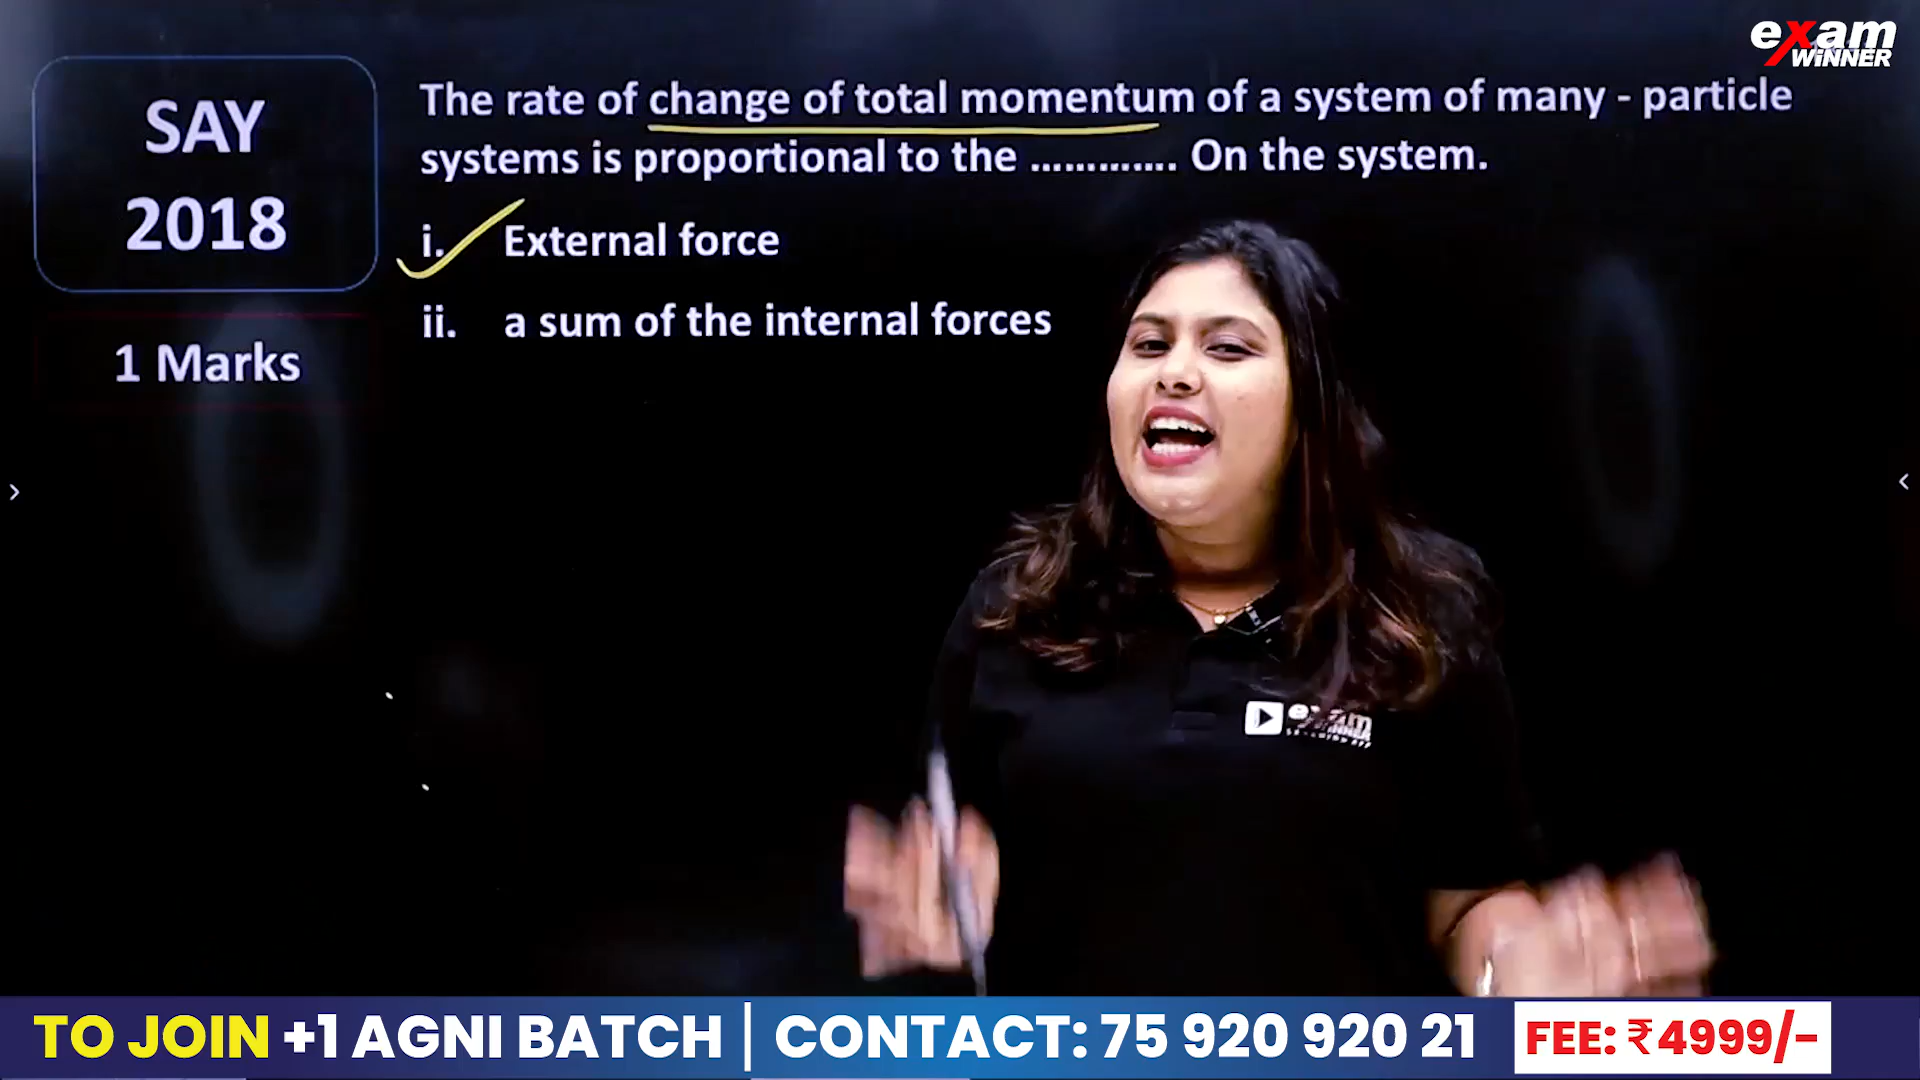 exam
WINNER
SAY
2018
1 Marks
The rate of change of total momentum of a system of many - particle
systems is proportional to the ............. On the system.
i. External force
ii. a sum of the internal forces
exam
TO JOIN +1 AGNI BATCH | CONTACT: 75 920 920 21
FEE: ₹4999/-